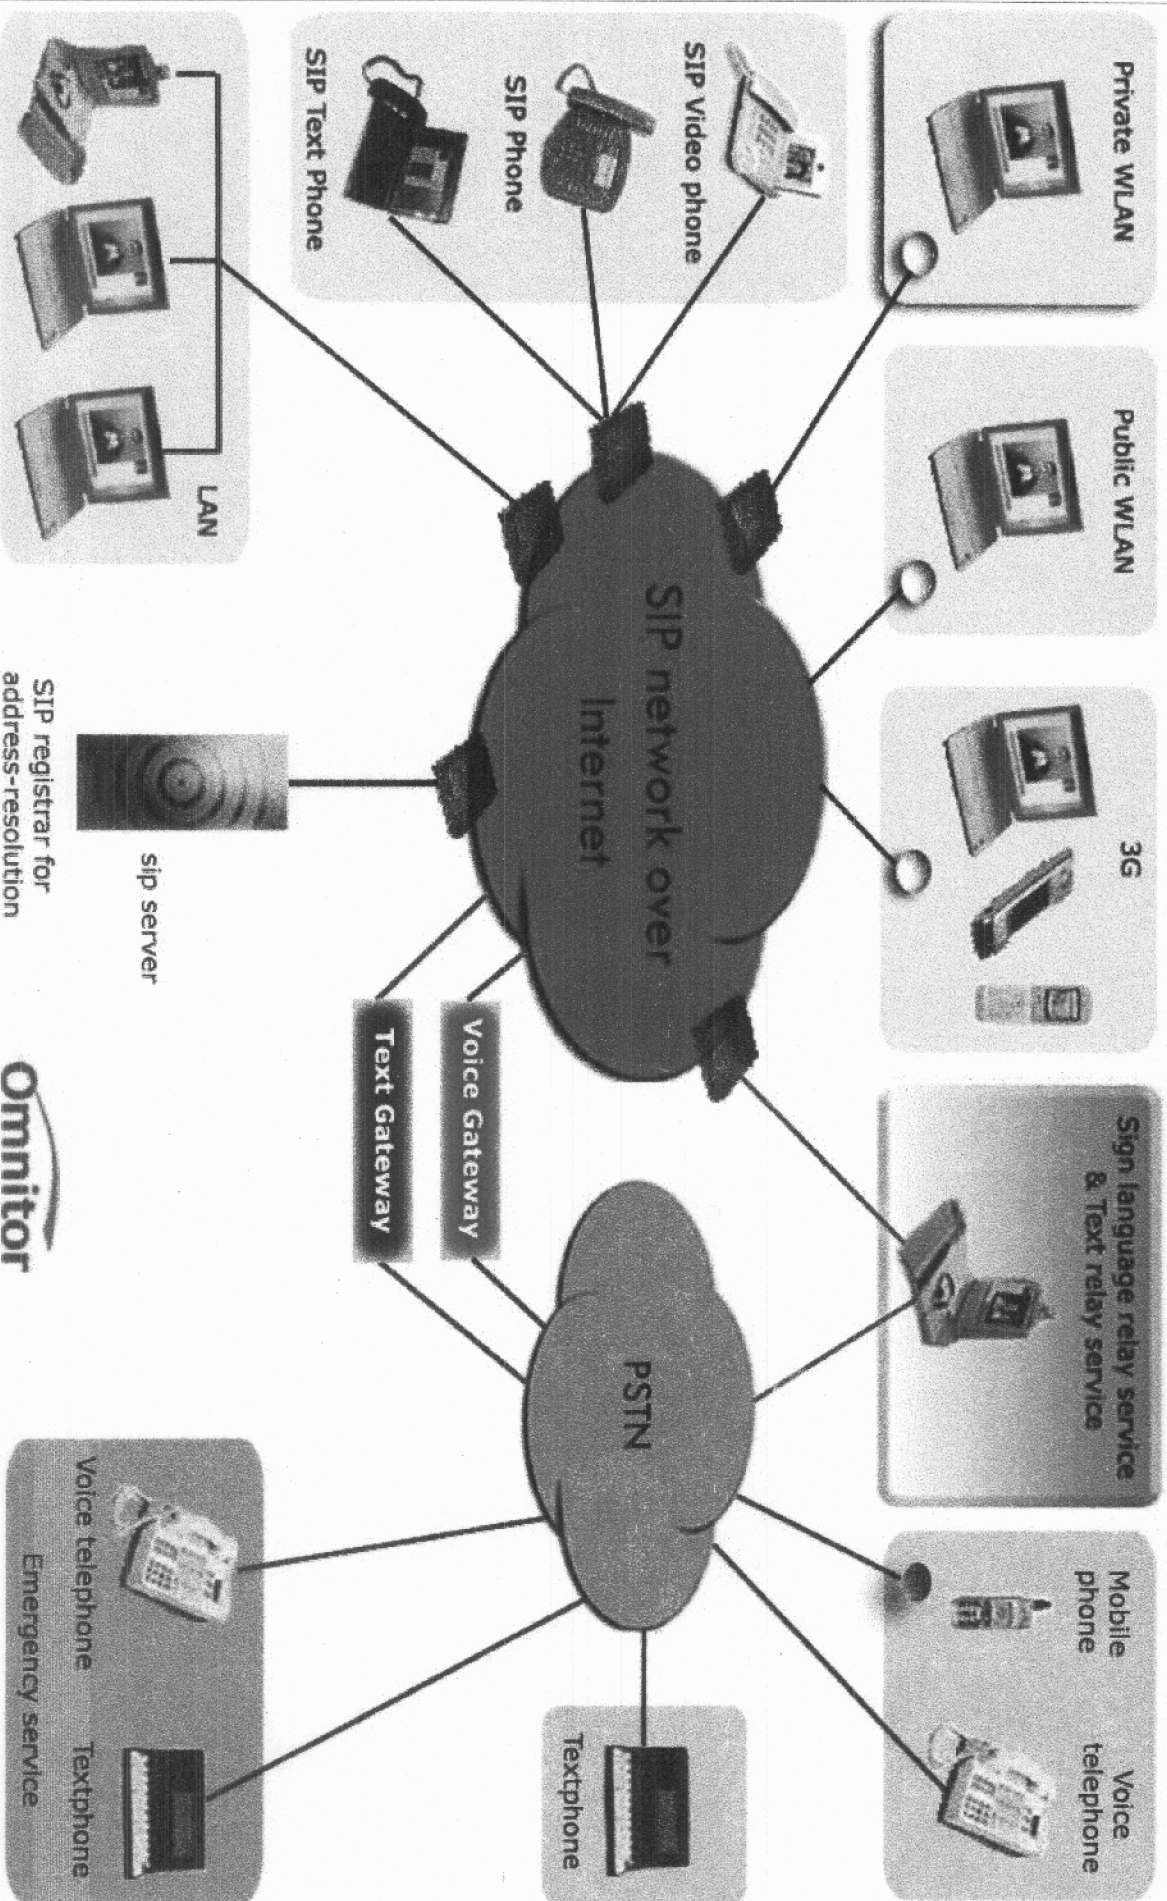 Private WLAN
Public WLAN
3G
Sign language relay service
& Text relay service
Mobile
phone
Voice
telephone
SIP Video phone
SIP Phone
SIP Text Phone
SIP network over
Internet
PSTN
Textphone
Voice Gateway
Text Gateway
LAN
sip server
SIP registrar for
address-resolution
Omnitor
Voice telephone
Textphone
Emergency service